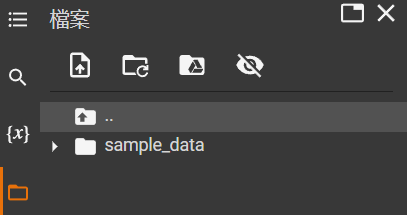 檔案
{x}
..
sample_data